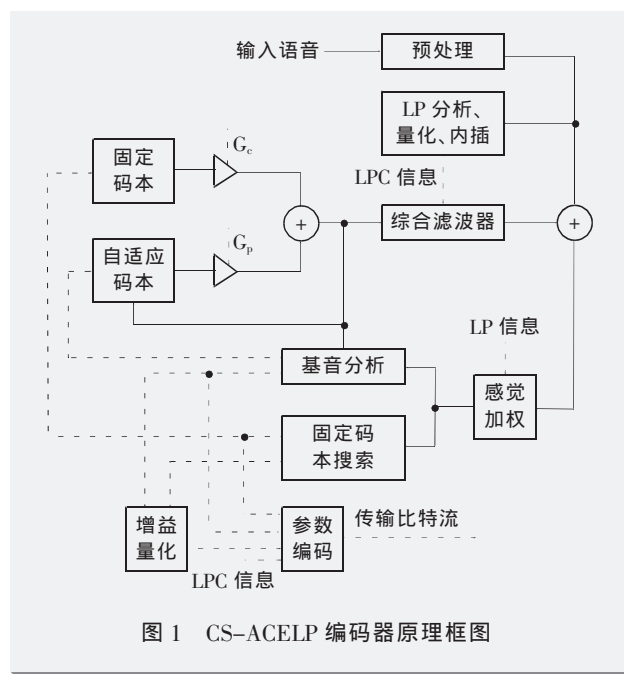 输入语音
预处理
LP 分析、
量化、内插
固定
码本
Gc
LPC 信息
+
综合滤波器
+
自适应
码本
Gp
LP 信息
基音分析
感觉
加权
固定码
本搜索
增益
量化
参数
编码
传输比特流
LPC 信息
图 1 CS-ACELP 编码器原理框图